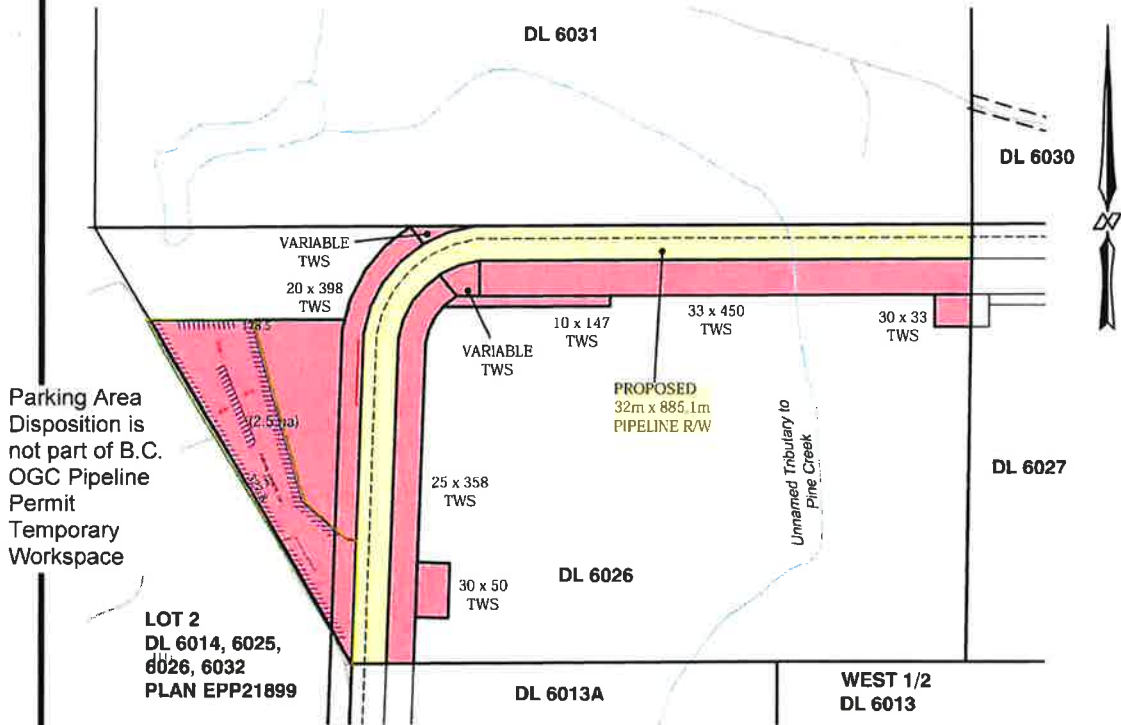 DL 6031
DL 6030
VARIABLE
TWS
20 x 398
TWS
10 x 147
TWS
33 x 450
TWS
30 x 33
TWS
VARIABLE
TWS
PROPOSED
32m x 885.1m
PIPELINE R/W
Parking Area
Disposition is
not part of B.C.
OGC Pipeline
Permit
Temporary
Workspace
(2.5 ha)
25 x 358
TWS
Unnamed Tributary to
Pine Creek
DL 6027
30 x 50
TWS
DL 6026
LOT 2
DL 6014, 6025,
6026, 6032
PLAN EPP21899
DL 6013A
WEST 1/2
DL 6013